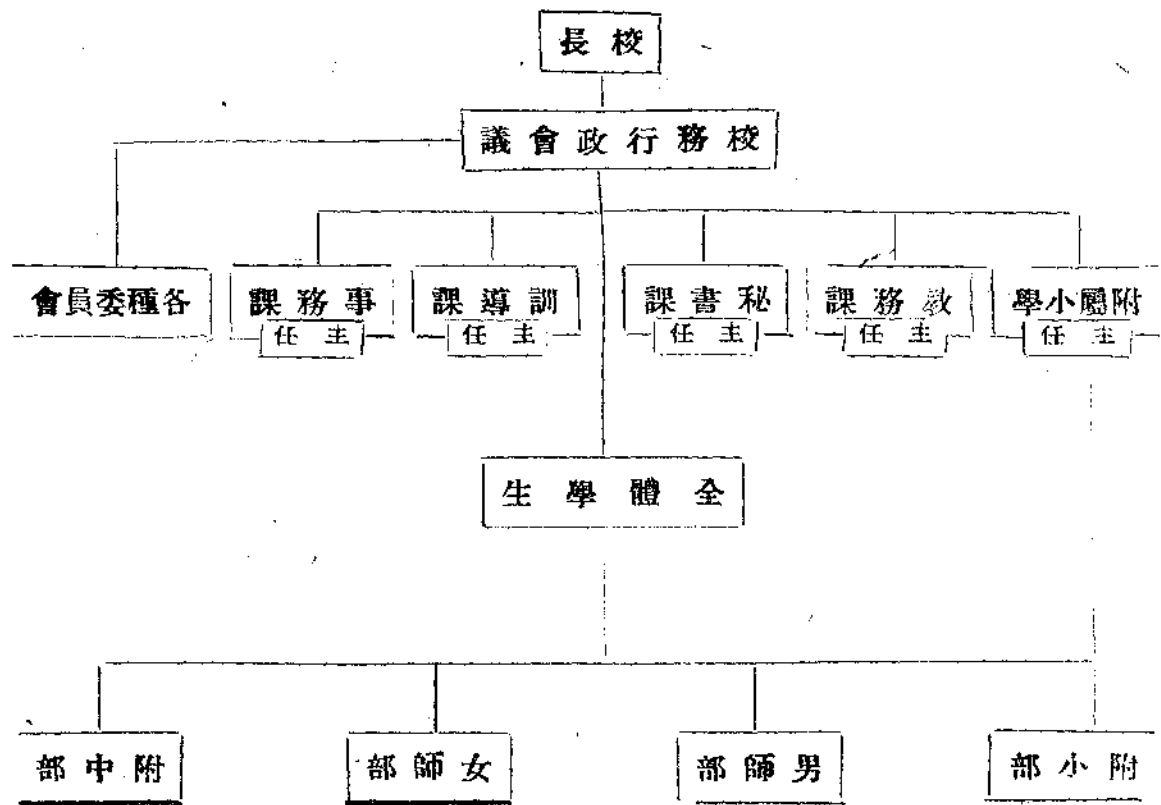 校長
校務行政會議
附屬小學
主任
教務課
主任
秘書課
主任
訓導課
主任
事務課
主任
各種委員會
全體學生
附小部
男師部
女師部
附中部